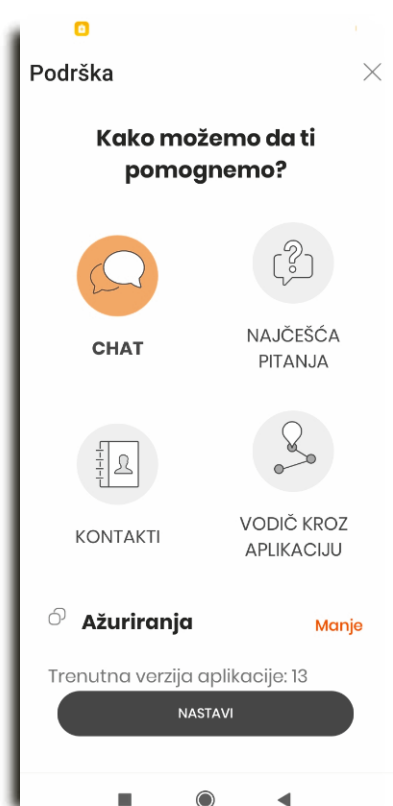 Podrška
Kako možemo da ti
pomognemo?
CHAT
NAJČEŠĆA
PITANJA
KONTAKTI
VODIČ KROZ
APLIKACIJU
Ažuriranja
Manje
Trenutna verzija aplikacije: 13
NASTAVI